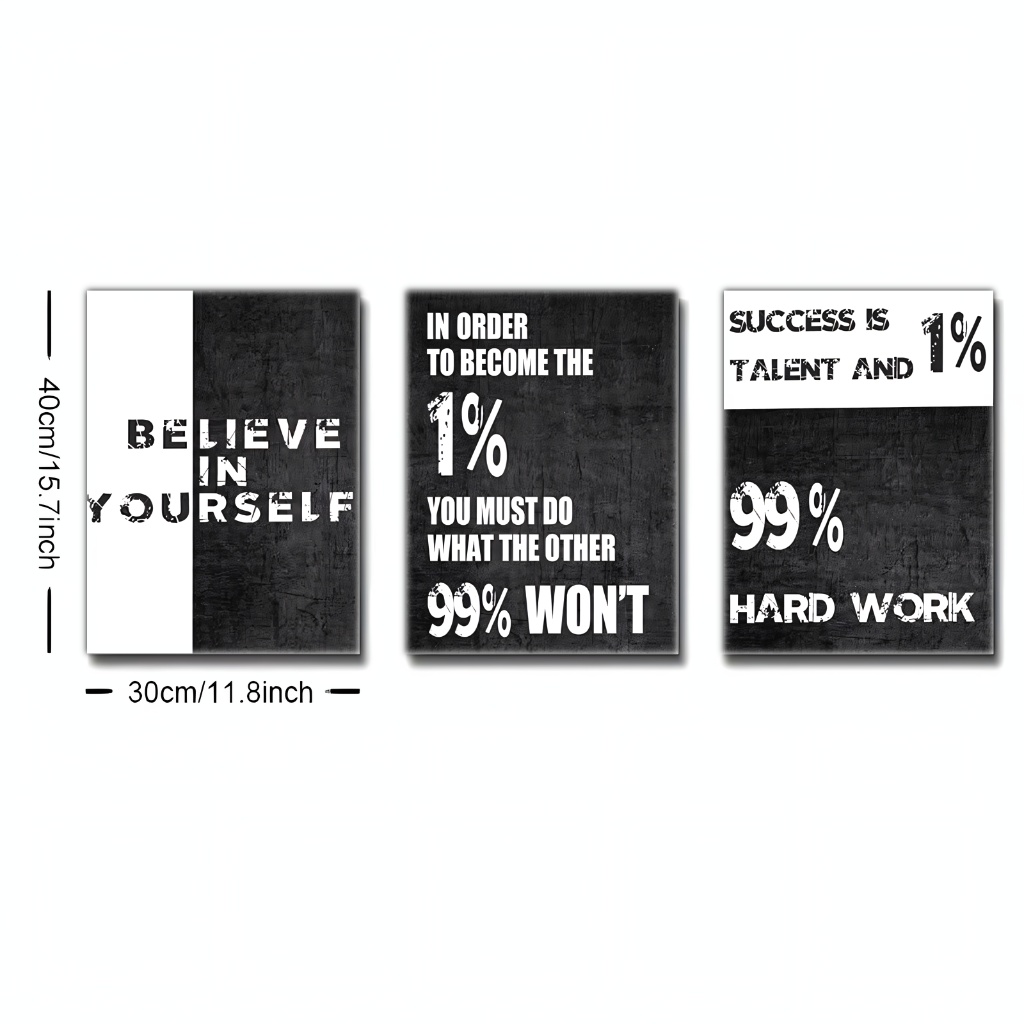 40cm/15.7inch
BELIEVE
IN
YOURSELF
30cm/11.8inch
IN ORDER
TO BECOME THE
1%
YOU MUST DO
WHAT THE OTHER
99% WON'T
SUCCESS IS
TALENT AND 1%
99%
HARD WORK